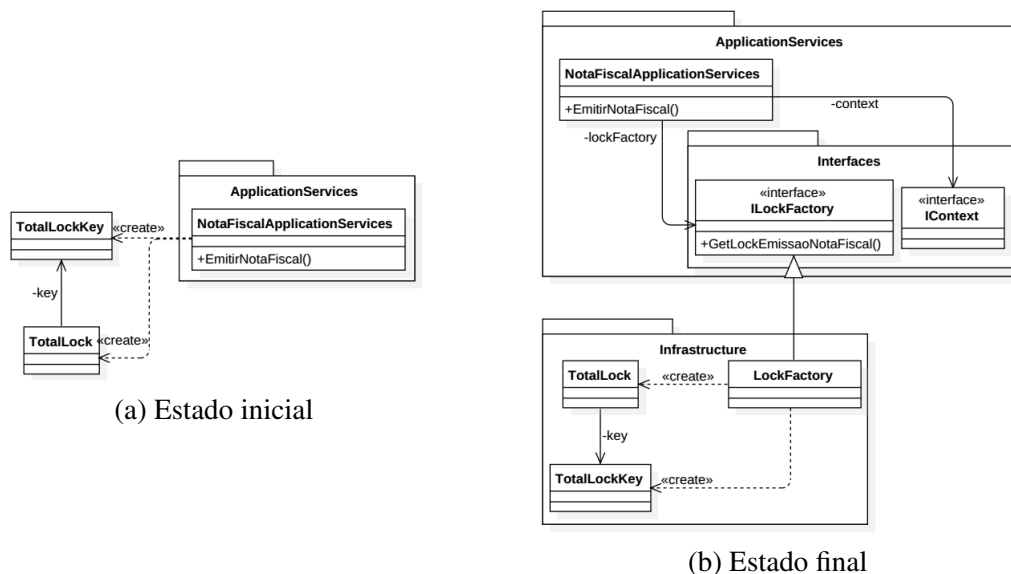 ApplicationServices
NotaFiscalApplicationServices
+EmitirNotaFiscal()
TotalLockKey
«create»
-key
TotalLock
«create»
(a) Estado inicial
ApplicationServices
NotaFiscalApplicationServices
+EmitirNotaFiscal()
-context
-lockFactory
Interfaces
«interface»
ILockFactory
+GetLockEmissaoNotaFiscal()
«interface»
IContext
Infrastructure
TotalLock
«create»
LockFactory
-key
TotalLockKey
«create»
(b) Estado final